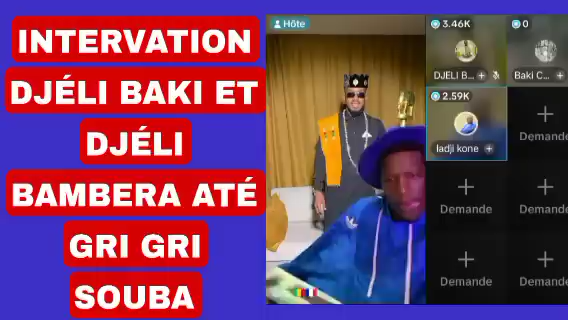 INTERVATION
DJÉLI BAKI ET
DJÉLI
BAMBERA ATÉ
GRI GRI
SOUBA
Hôte
3.46K
0
DJELI B...
Baki C...
2.59K
ladji kone
Demande
Demande
Demande
Demande
Demande